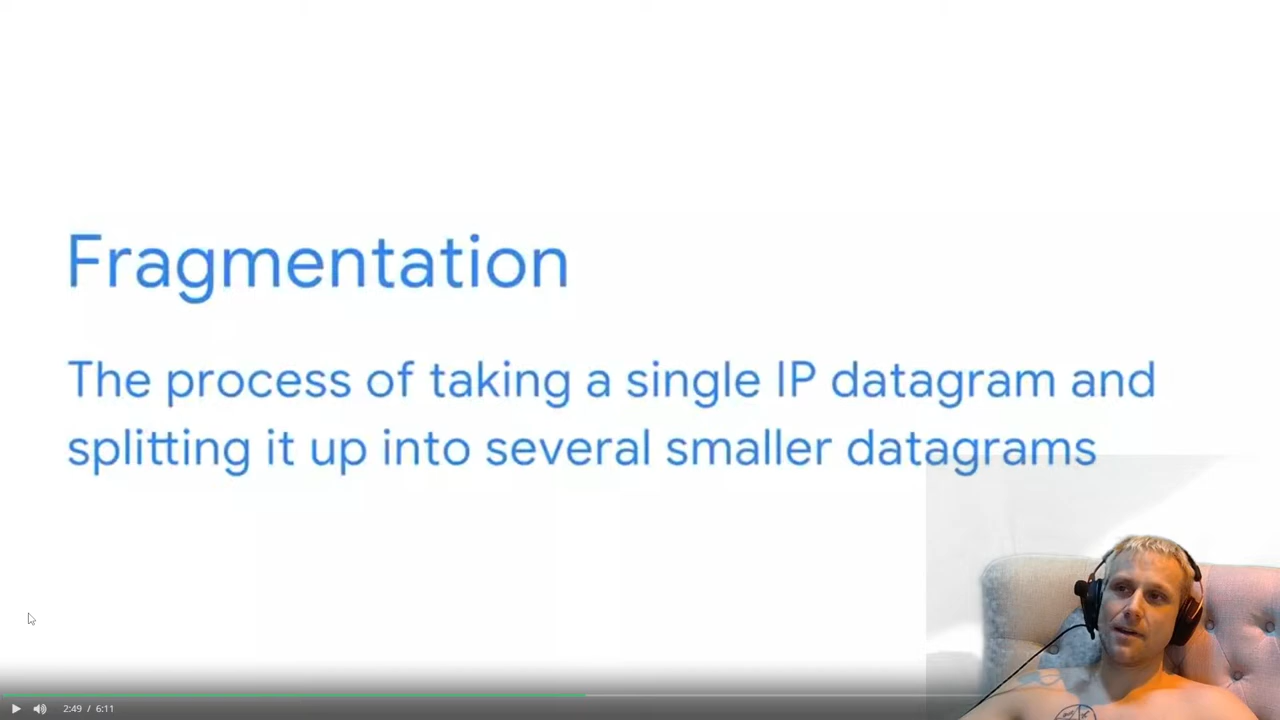 Fragmentation
The process of taking a single IP datagram and
splitting it up into several smaller datagrams
2:49 / 6:11